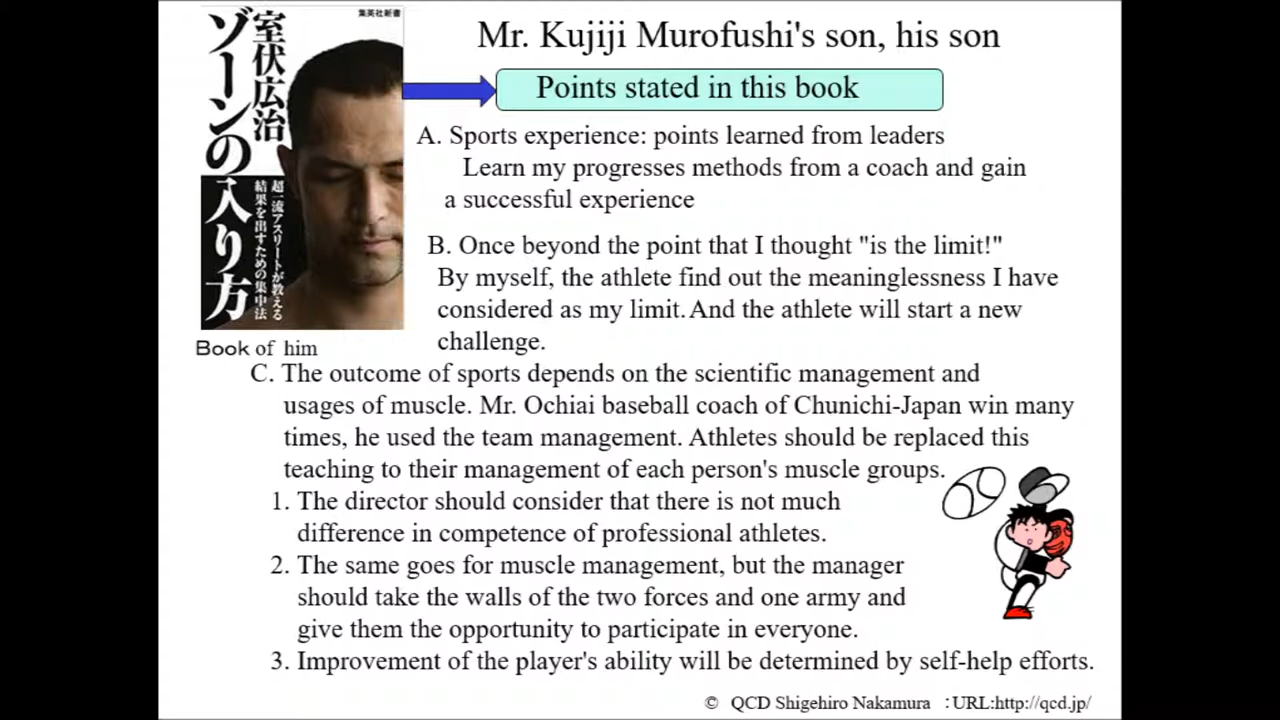 集英社新書
室伏広治
ゾーンの入り方
超一流アスリートが教える
結果を出すための集中法
Book of him
Mr. Kujiji Murofushi's son, his son
Points stated in this book
A. Sports experience: points learned from leaders
Learn my progresses methods from a coach and gain
a successful experience
B. Once beyond the point that I thought "is the limit!"
By myself, the athlete find out the meaninglessness I have
considered as my limit. And the athlete will start a new
challenge.
C. The outcome of sports depends on the scientific management and
usages of muscle. Mr. Ochiai baseball coach of Chunichi-Japan win many
times, he used the team management. Athletes should be replaced this
teaching to their management of each person's muscle groups.
1. The director should consider that there is not much
difference in competence of professional athletes.
2. The same goes for muscle management, but the manager
should take the walls of the two forces and one army and
give them the opportunity to participate in everyone.
3. Improvement of the player's ability will be determined by self-help efforts.
© QCD Shigehiro Nakamura :URL:http://qcd.jp/